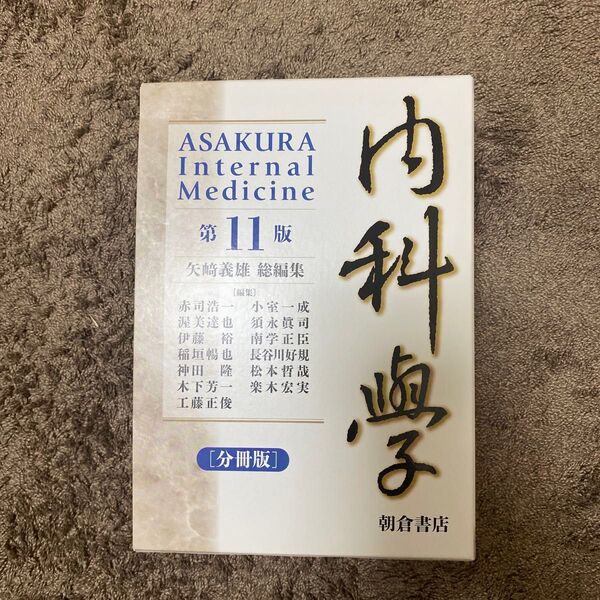 ASAKURA
Internal
Medicine
第11版
矢﨑義雄 総編集
[編集]
赤司浩一 小室一成
渥美達也 須永眞司
伊藤 裕 南学正臣
稲垣暢也 長谷川好規
神田 隆 松本哲哉
木下芳一 楽木宏実
工藤正俊
[分冊版]
内科學
朝倉書店